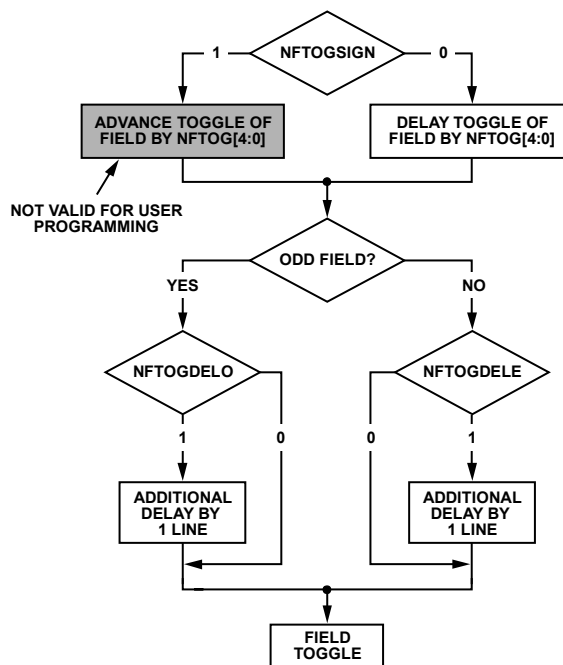 NFTOGSIGN
1
0
ADVANCE TOGGLE OF
FIELD BY NFTOG[4:0]
DELAY TOGGLE OF
FIELD BY NFTOG[4:0]
NOT VALID FOR USER
PROGRAMMING
ODD FIELD?
YES
NO
NFTOGDELO
NFTOGDELE
1
0
0
1
ADDITIONAL
DELAY BY
1 LINE
ADDITIONAL
DELAY BY
1 LINE
FIELD
TOGGLE